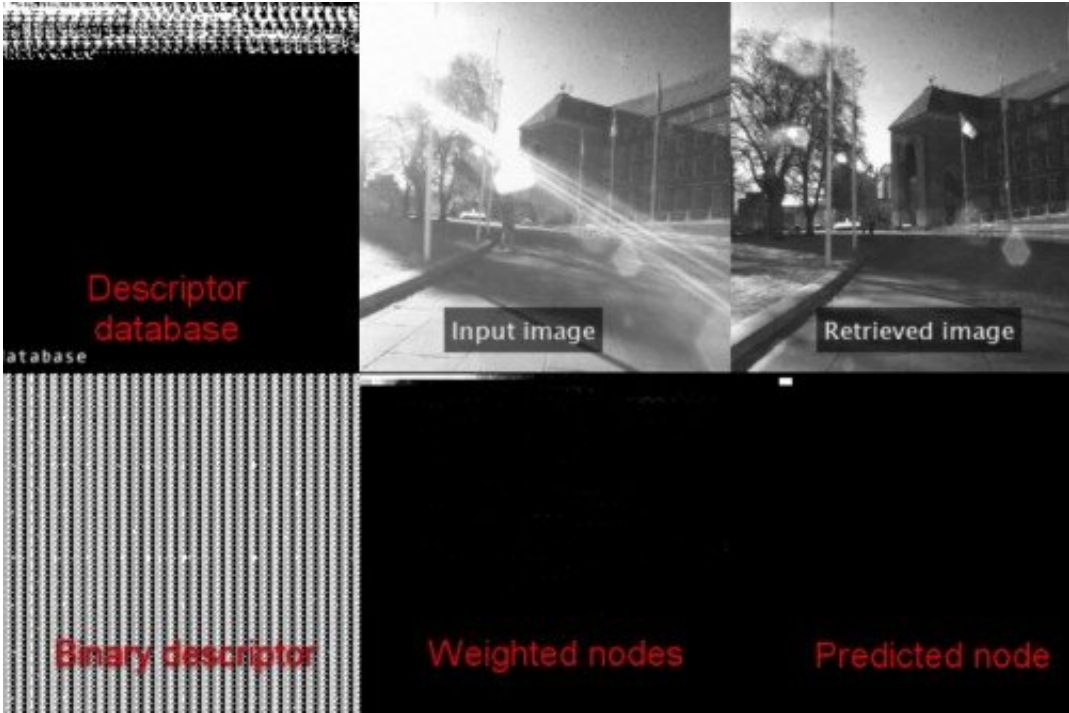 Descriptor
database
atabase
Input image
Retrieved image
Binary descriptor
Weighted nodes
Predicted node